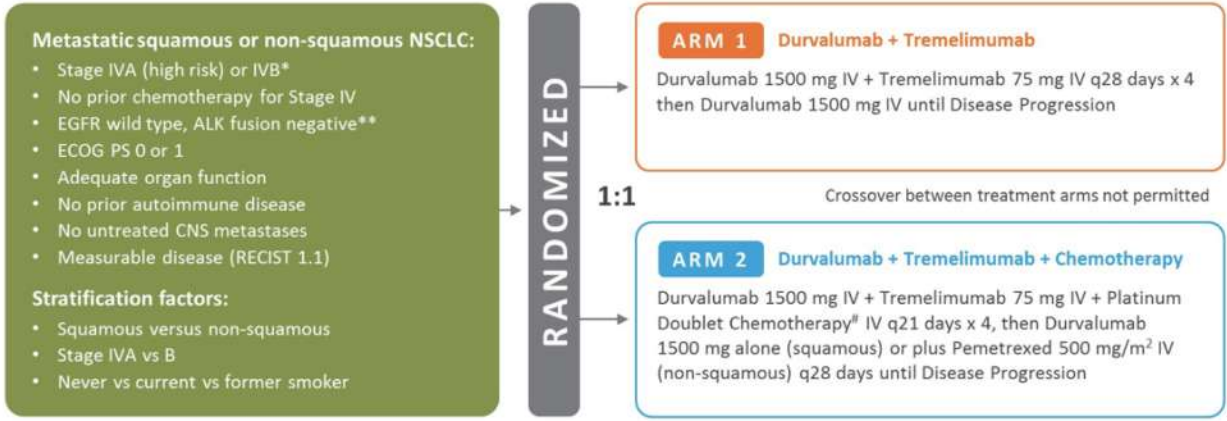 Metastatic squamous or non-squamous NSCLC:
• Stage IVA (high risk) or IVB*
• No prior chemotherapy for Stage IV
• EGFR wild type, ALK fusion negative**
• ECOG PS 0 or 1
• Adequate organ function
• No prior autoimmune disease
• No untreated CNS metastases
• Measurable disease (RECIST 1.1)
Stratification factors:
• Squamous versus non-squamous
• Stage IVA vs B
• Never vs current vs former smoker
RANDOMIZED
1:1
ARM 1 Durvalumab + Tremelimumab
Durvalumab 1500 mg IV + Tremelimumab 75 mg IV q28 days x 4
then Durvalumab 1500 mg IV until Disease Progression
Crossover between treatment arms not permitted
ARM 2 Durvalumab + Tremelimumab + Chemotherapy
Durvalumab 1500 mg IV + Tremelimumab 75 mg IV + Platinum
Doublet Chemotherapy# IV q21 days x 4, then Durvalumab
1500 mg alone (squamous) or plus Pemetrexed 500 mg/m² IV
(non-squamous) q28 days until Disease Progression